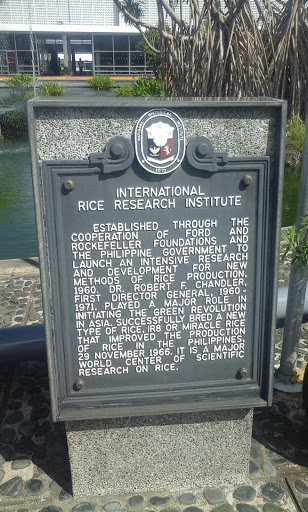 INTERNATIONAL
RICE RESEARCH INSTITUTE
ESTABLISHED THROUGH THE
COOPERATION OF FORD AND
ROCKEFELLER FOUNDATIONS AND
THE PHILIPPINE GOVERNMENT TO
LAUNCH AN INTENSIVE RESEARCH
AND DEVELOPMENT FOR NEW
METHODS OF RICE PRODUCTION,
1960. DR. ROBERT F. CHANDLER,
FIRST DIRECTOR GENERAL, 1960-
1971. PLAYED A MAJOR ROLE IN
INITIATING THE GREEN REVOLUTION
IN ASIA. SUCCESSFULLY BRED A NEW
TYPE OF RICE, IR8 OR MIRACLE RICE
THAT IMPROVED THE PRODUCTION
OF RICE IN THE PHILIPPINES,
29 NOVEMBER 1966. IT IS A MAJOR
WORLD CENTER OF SCIENTIFIC
RESEARCH ON RICE.